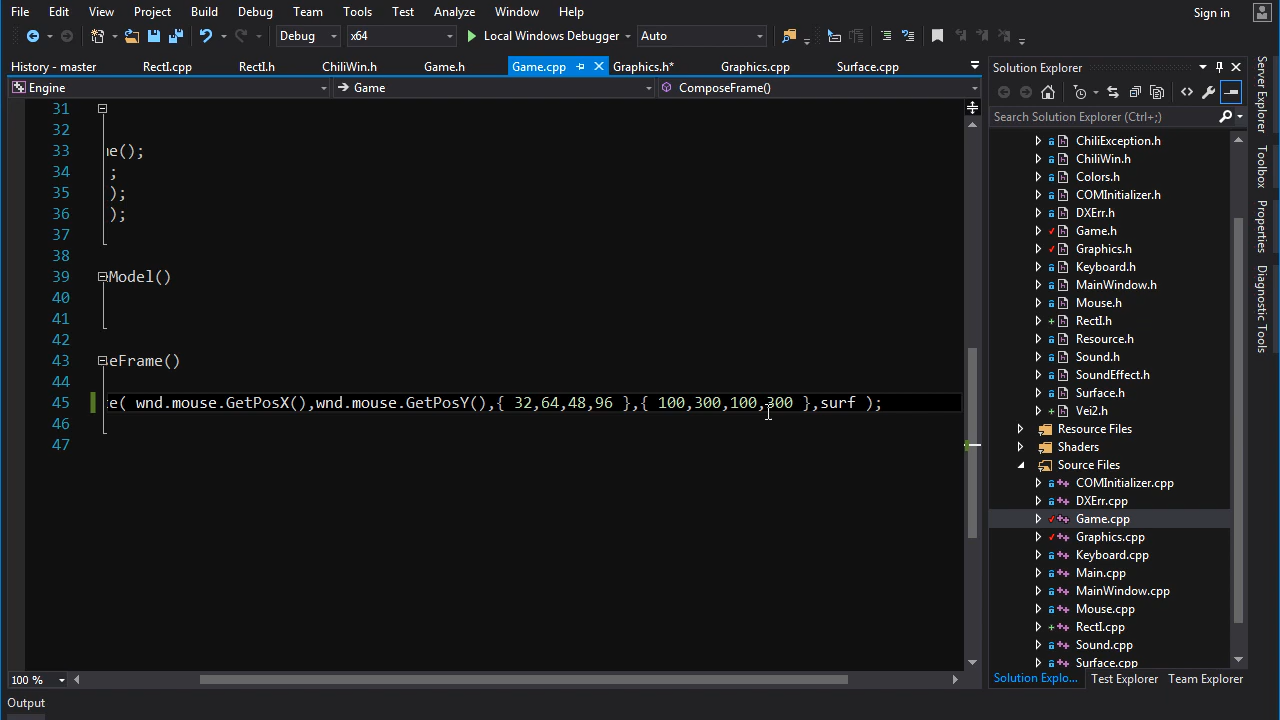 File Edit View Project Build Debug Team Tools Test Analyze Window Help Sign in
Debug x64 Local Windows Debugger Auto
History - master RectI.cpp RectI.h ChiliWin.h Game.h Game.cpp Graphics.h* Graphics.cpp Surface.cpp
Engine Game ComposeFrame()
31
32
33 ne();
34 ;
35 );
36 );
37
38
39 Model()
40
41
42
43 eFrame()
44
45 e( wnd.mouse.GetPosX(),wnd.mouse.GetPosY(),{ 32,64,48,96 },{ 100,300,100,300 },surf );
46
47
100 %
Output
Solution Explorer
Search Solution Explorer (Ctrl+;)
ChiliException.h
ChiliWin.h
Colors.h
COMInitializer.h
DXErr.h
Game.h
Graphics.h
Keyboard.h
MainWindow.h
Mouse.h
RectI.h
Resource.h
Sound.h
SoundEffect.h
Surface.h
Vei2.h
Resource Files
Shaders
Source Files
COMInitializer.cpp
DXErr.cpp
Game.cpp
Graphics.cpp
Keyboard.cpp
Main.cpp
MainWindow.cpp
Mouse.cpp
RectI.cpp
Sound.cpp
Surface.cpp
Solution Explo... Test Explorer Team Explorer
Server Explorer
Toolbox
Properties
Diagnostic Tools